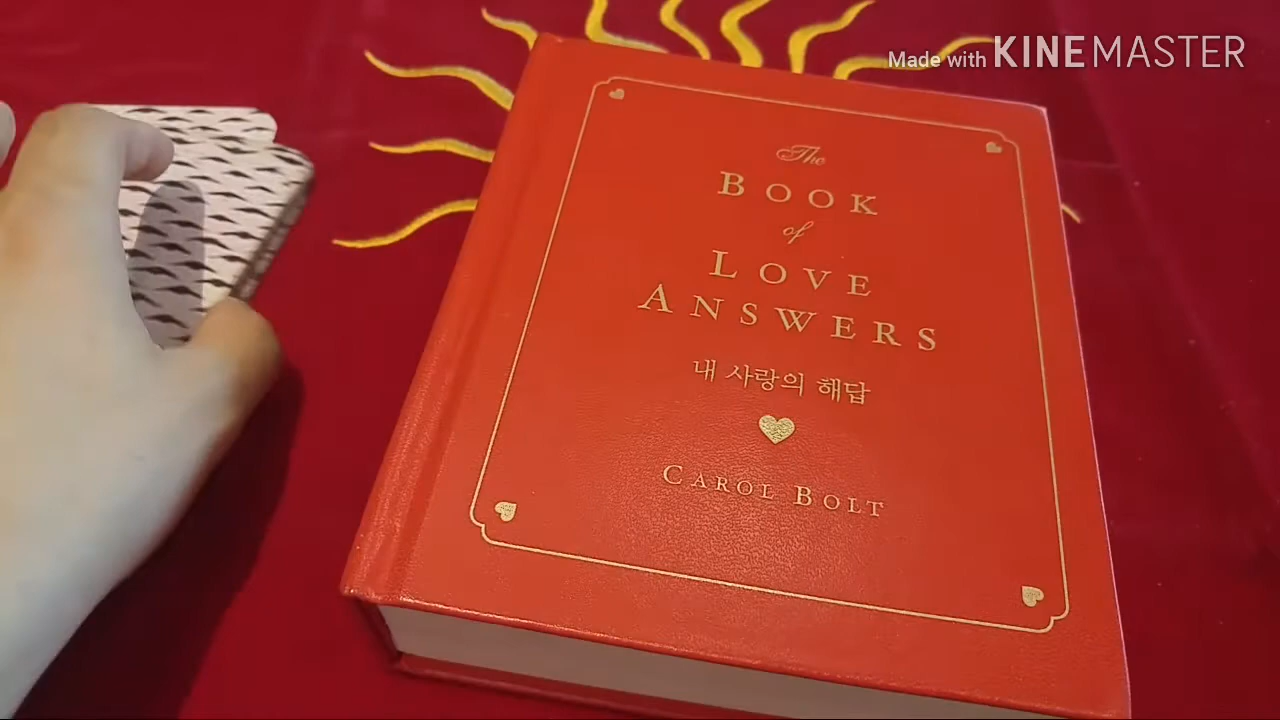 Made with KINEMASTER
The
BOOK
of
LOVE
ANSWERS
내 사랑의 해답
CAROL BOLT